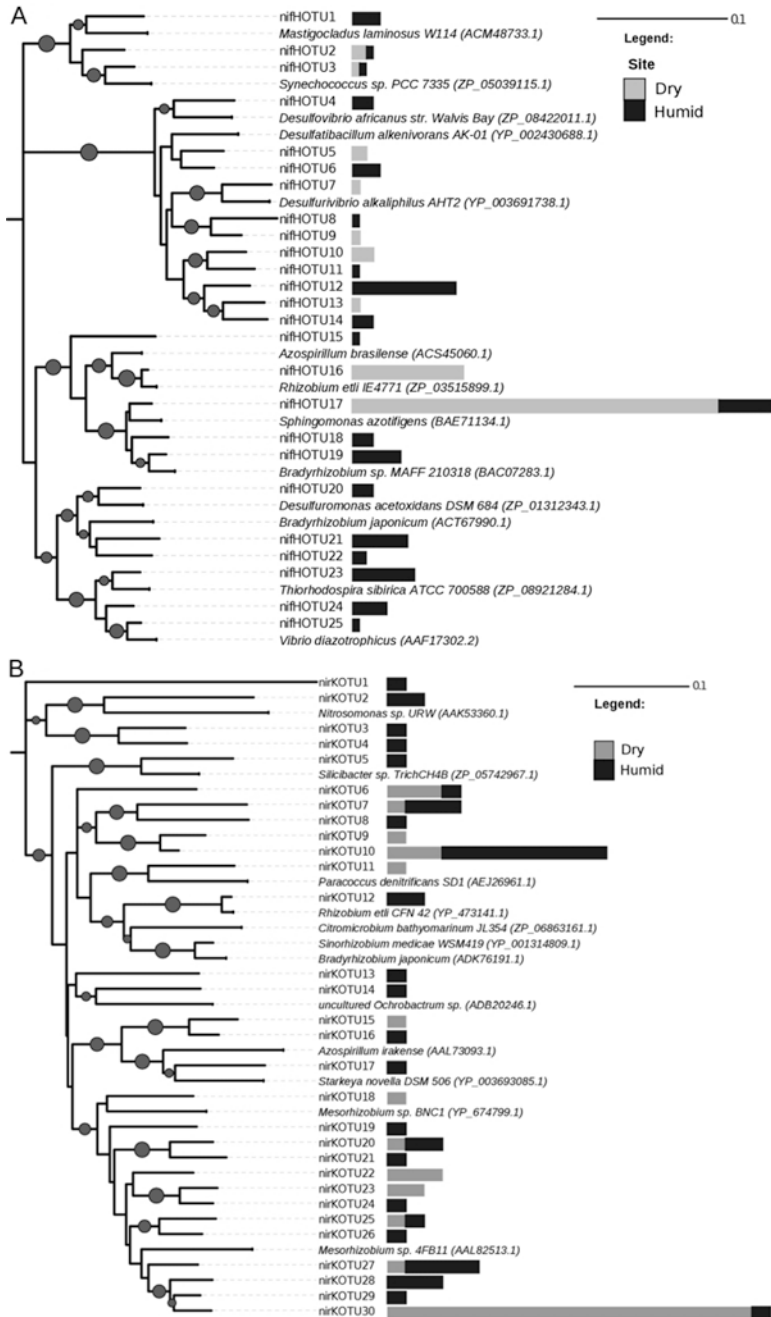 A
nifHOTU1
0.1
Mastigocladus laminosus W114 (ACM48733.1)
Legend:
nifHOTU2
Site
nifHOTU3
Dry
Synechococcus sp. PCC 7335 (ZP_05039115.1)
Humid
nifHOTU4
Desulfovibrio africanus str. Walvis Bay (ZP_08422011.1)
Desulfatibacillum alkenivorans AK-01 (YP_002430688.1)
nifHOTU5
nifHOTU6
nifHOTU7
Desulfurivibrio alkaliphilus AHT2 (YP_003691738.1)
nifHOTU8
nifHOTU9
nifHOTU10
nifHOTU11
nifHOTU12
nifHOTU13
nifHOTU14
nifHOTU15
Azospirillum brasilense (ACS45060.1)
nifHOTU16
Rhizobium etli IE4771 (ZP_03515899.1)
nifHOTU17
Sphingomonas azotifigens (BAE71134.1)
nifHOTU18
nifHOTU19
Bradyrhizobium sp. MAFF 210318 (BAC07283.1)
nifHOTU20
Desulfuromonas acetoxidans DSM 684 (ZP_01312343.1)
Bradyrhizobium japonicum (ACT67990.1)
nifHOTU21
nifHOTU22
nifHOTU23
Thiorhodospira sibirica ATCC 700588 (ZP_08921284.1)
nifHOTU24
nifHOTU25
Vibrio diazotrophicus (AAF17302.2)
B
nirKOTU1
0.1
nirKOTU2
Legend:
Nitrosomonas sp. URW (AAK53360.1)
nirKOTU3
nirKOTU4
Dry
nirKOTU5
Humid
Silicibacter sp. TrichCH4B (ZP_05742967.1)
nirKOTU6
nirKOTU7
nirKOTU8
nirKOTU9
nirKOTU10
nirKOTU11
Paracoccus denitrificans SD1 (AEJ26961.1)
nirKOTU12
Rhizobium etli CFN 42 (YP_473141.1)
Citromicrobium bathyomarinum JL354 (ZP_06863161.1)
Sinorhizobium medicae WSM419 (YP_001314809.1)
Bradyrhizobium japonicum (ADK76191.1)
nirKOTU13
nirKOTU14
uncultured Ochrobactrum sp. (ADB20246.1)
nirKOTU15
nirKOTU16
Azospirillum irakense (AAL73093.1)
nirKOTU17
Starkeya novella DSM 506 (YP_003693085.1)
nirKOTU18
Mesorhizobium sp. BNC1 (YP_674799.1)
nirKOTU19
nirKOTU20
nirKOTU21
nirKOTU22
nirKOTU23
nirKOTU24
nirKOTU25
nirKOTU26
Mesorhizobium sp. 4FB11 (AAL82513.1)
nirKOTU27
nirKOTU28
nirKOTU29
nirKOTU30